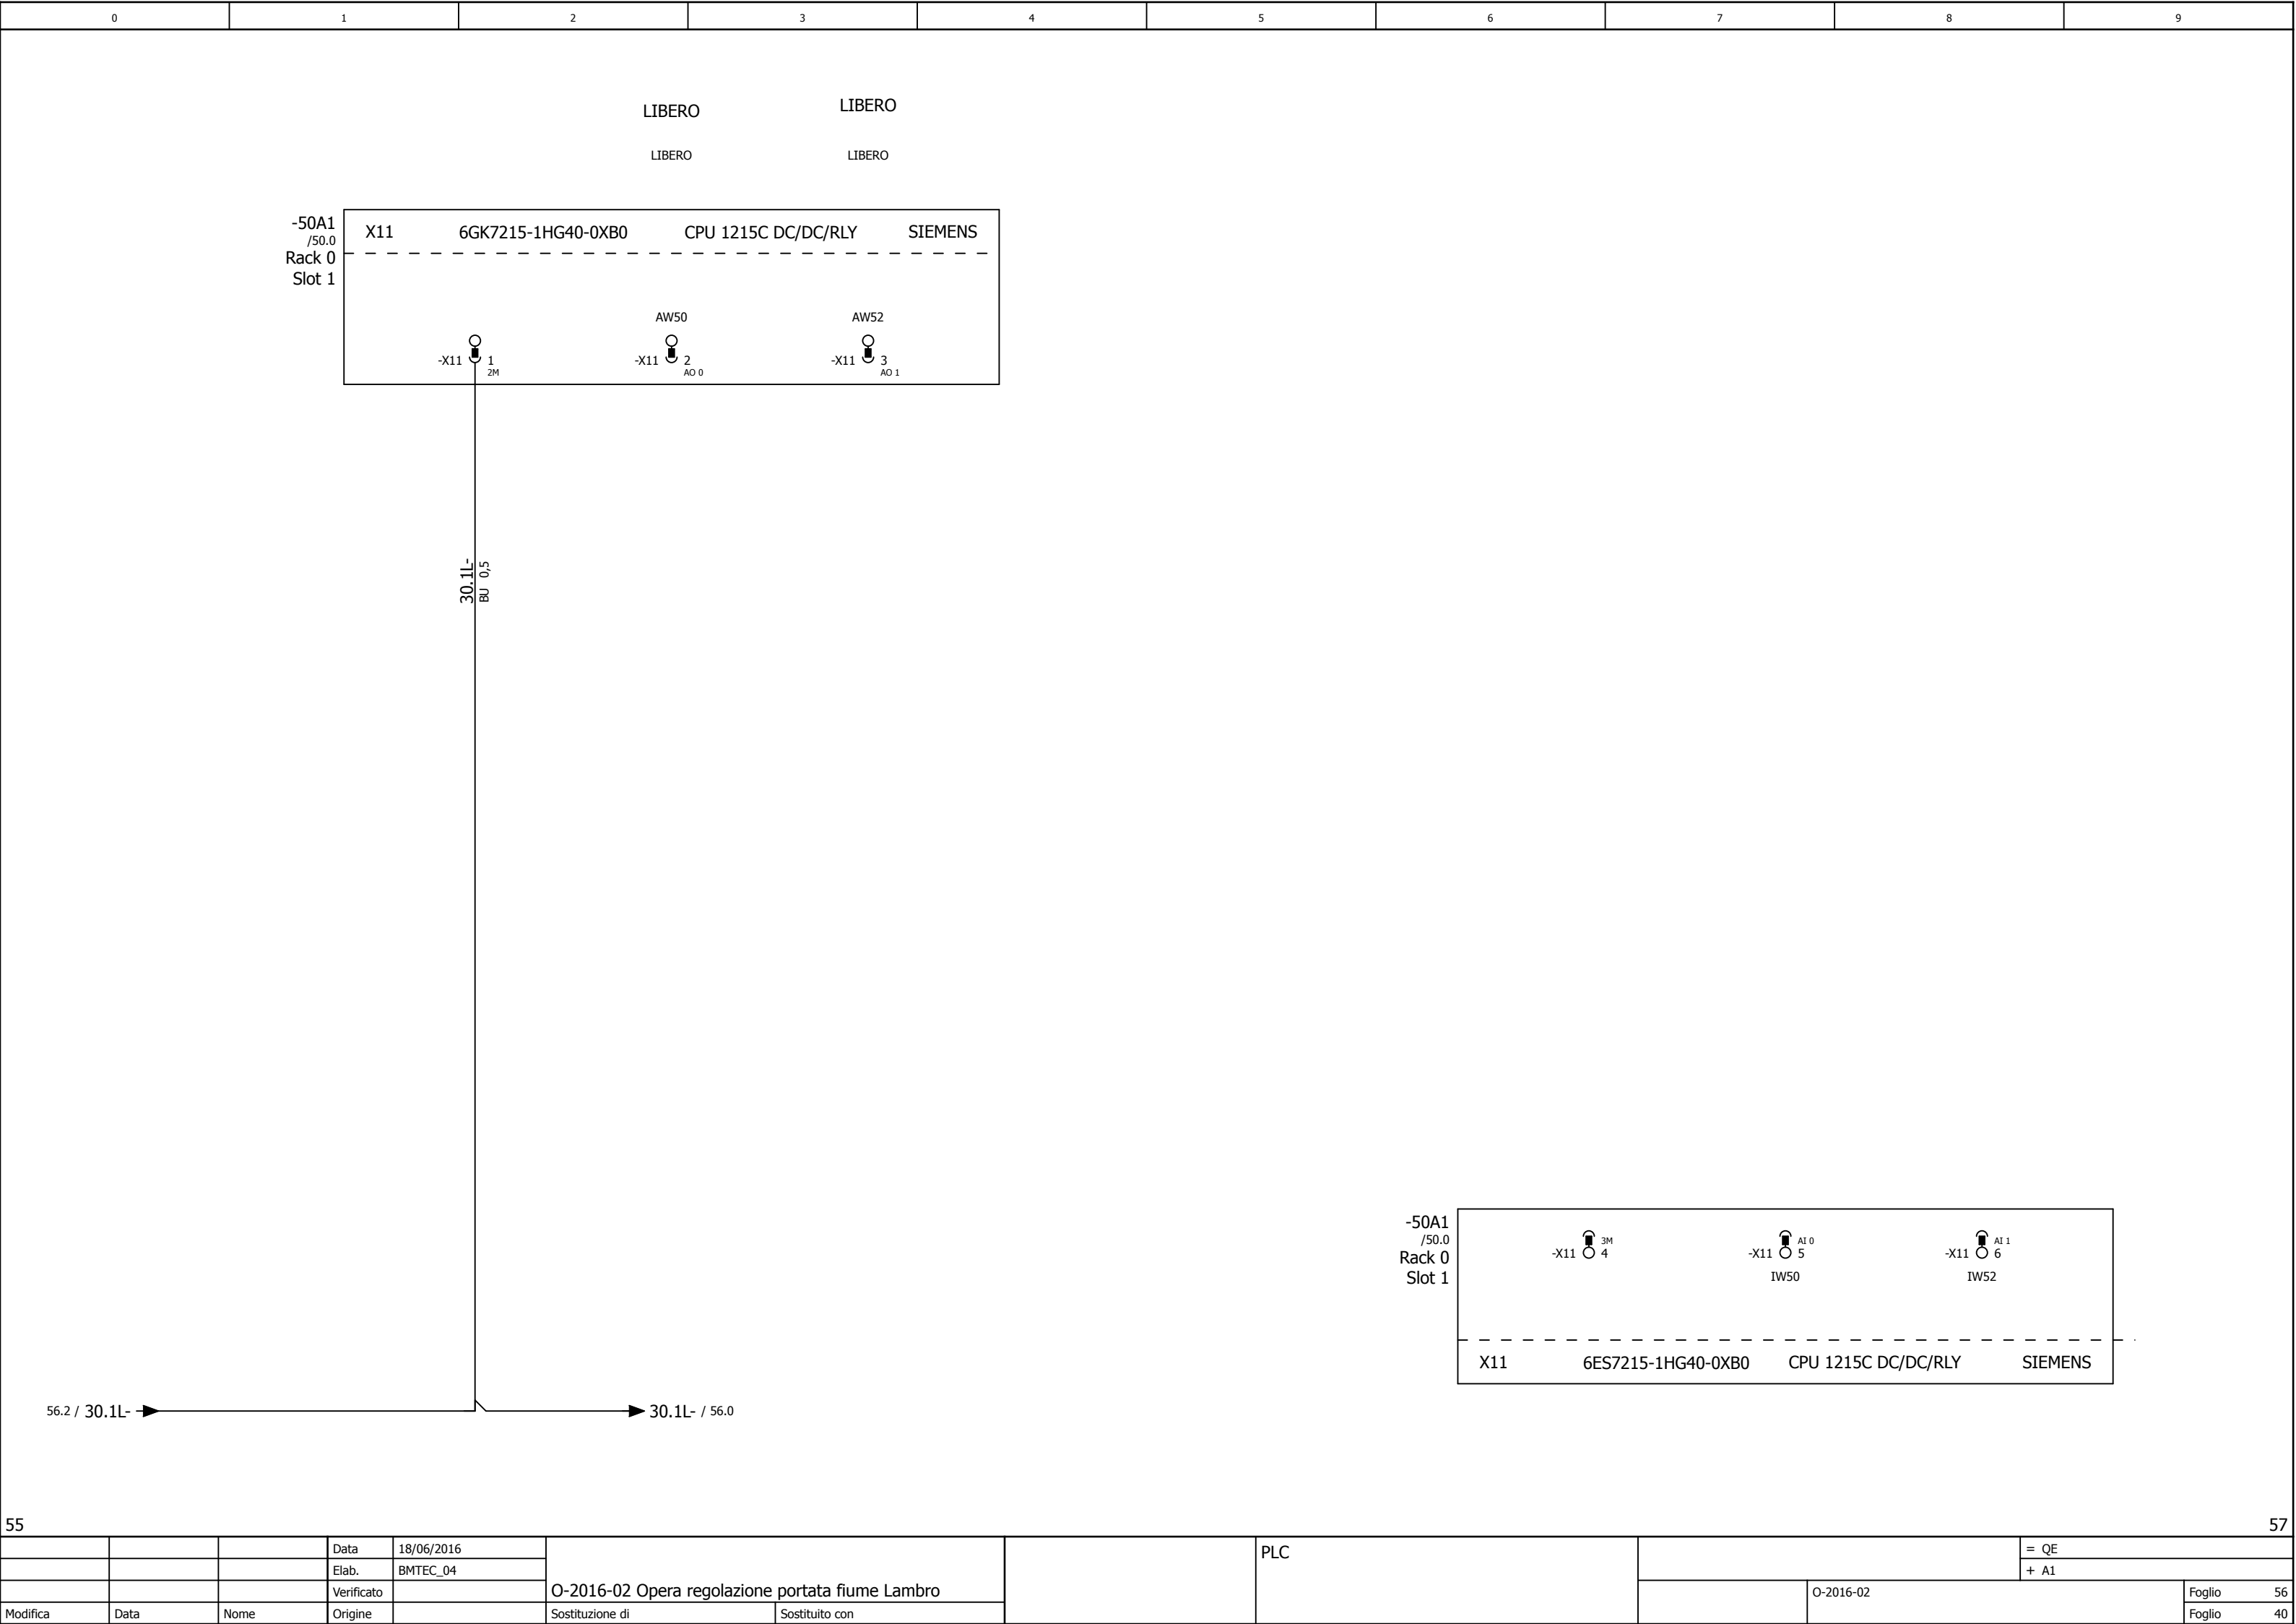 0 1 2 3 4 5 6 7 8 9
LIBERO LIBERO
LIBERO LIBERO
-50A1
/50.0
Rack 0
Slot 1
X11 6GK7215-1HG40-0XB0 CPU 1215C DC/DC/RLY SIEMENS
AW50 AW52
-X11 1 -X11 2 -X11 3
2M AO 0 AO 1
30.1L-
BU 0,5
-50A1
/50.0
Rack 0
Slot 1
3M AI 0 AI 1
-X11 4 -X11 5 -X11 6
IW50 IW52
X11 6ES7215-1HG40-0XB0 CPU 1215C DC/DC/RLY SIEMENS
56.2 / 30.1L- 30.1L- / 56.0
55 57
Data 18/06/2016 PLC = QE
Elab. BMTEC_04 + A1
Verificato O-2016-02 Opera regolazione portata fiume Lambro O-2016-02 Foglio 56
Modifica Data Nome Origine Sostituzione di Sostituito con Foglio 40